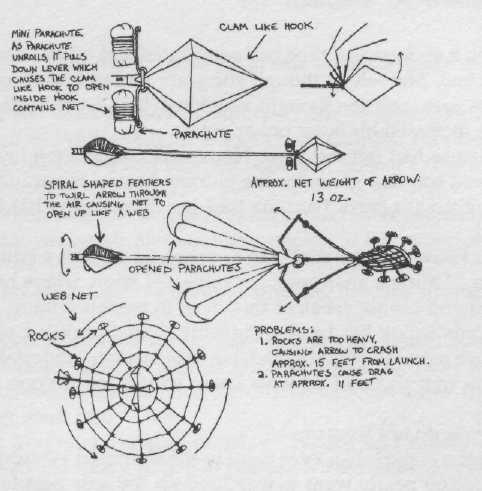 MINI PARACHUTE
AS PARACHUTE
UNROLLS, IT PULLS
DOWN LEVER WHICH
CAUSES THE CLAM
LIKE HOOK TO OPEN
INSIDE HOOK
CONTAINS NET
CLAM LIKE HOOK
PARACHUTE
SPIRAL SHAPED FEATHERS
TO TWIRL ARROW THROUGH
THE AIR CAUSING NET TO
OPEN UP LIKE A WEB
APPROX. NET WEIGHT OF ARROW:
13 OZ.
OPENED PARACHUTES
WEB NET
ROCKS
PROBLEMS:
1. ROCKS ARE TOO HEAVY,
CAUSING ARROW TO CRASH
APPROX. 15 FEET FROM LAUNCH.
2. PARACHUTES CAUSE DRAG
AT APRROX. 11 FEET